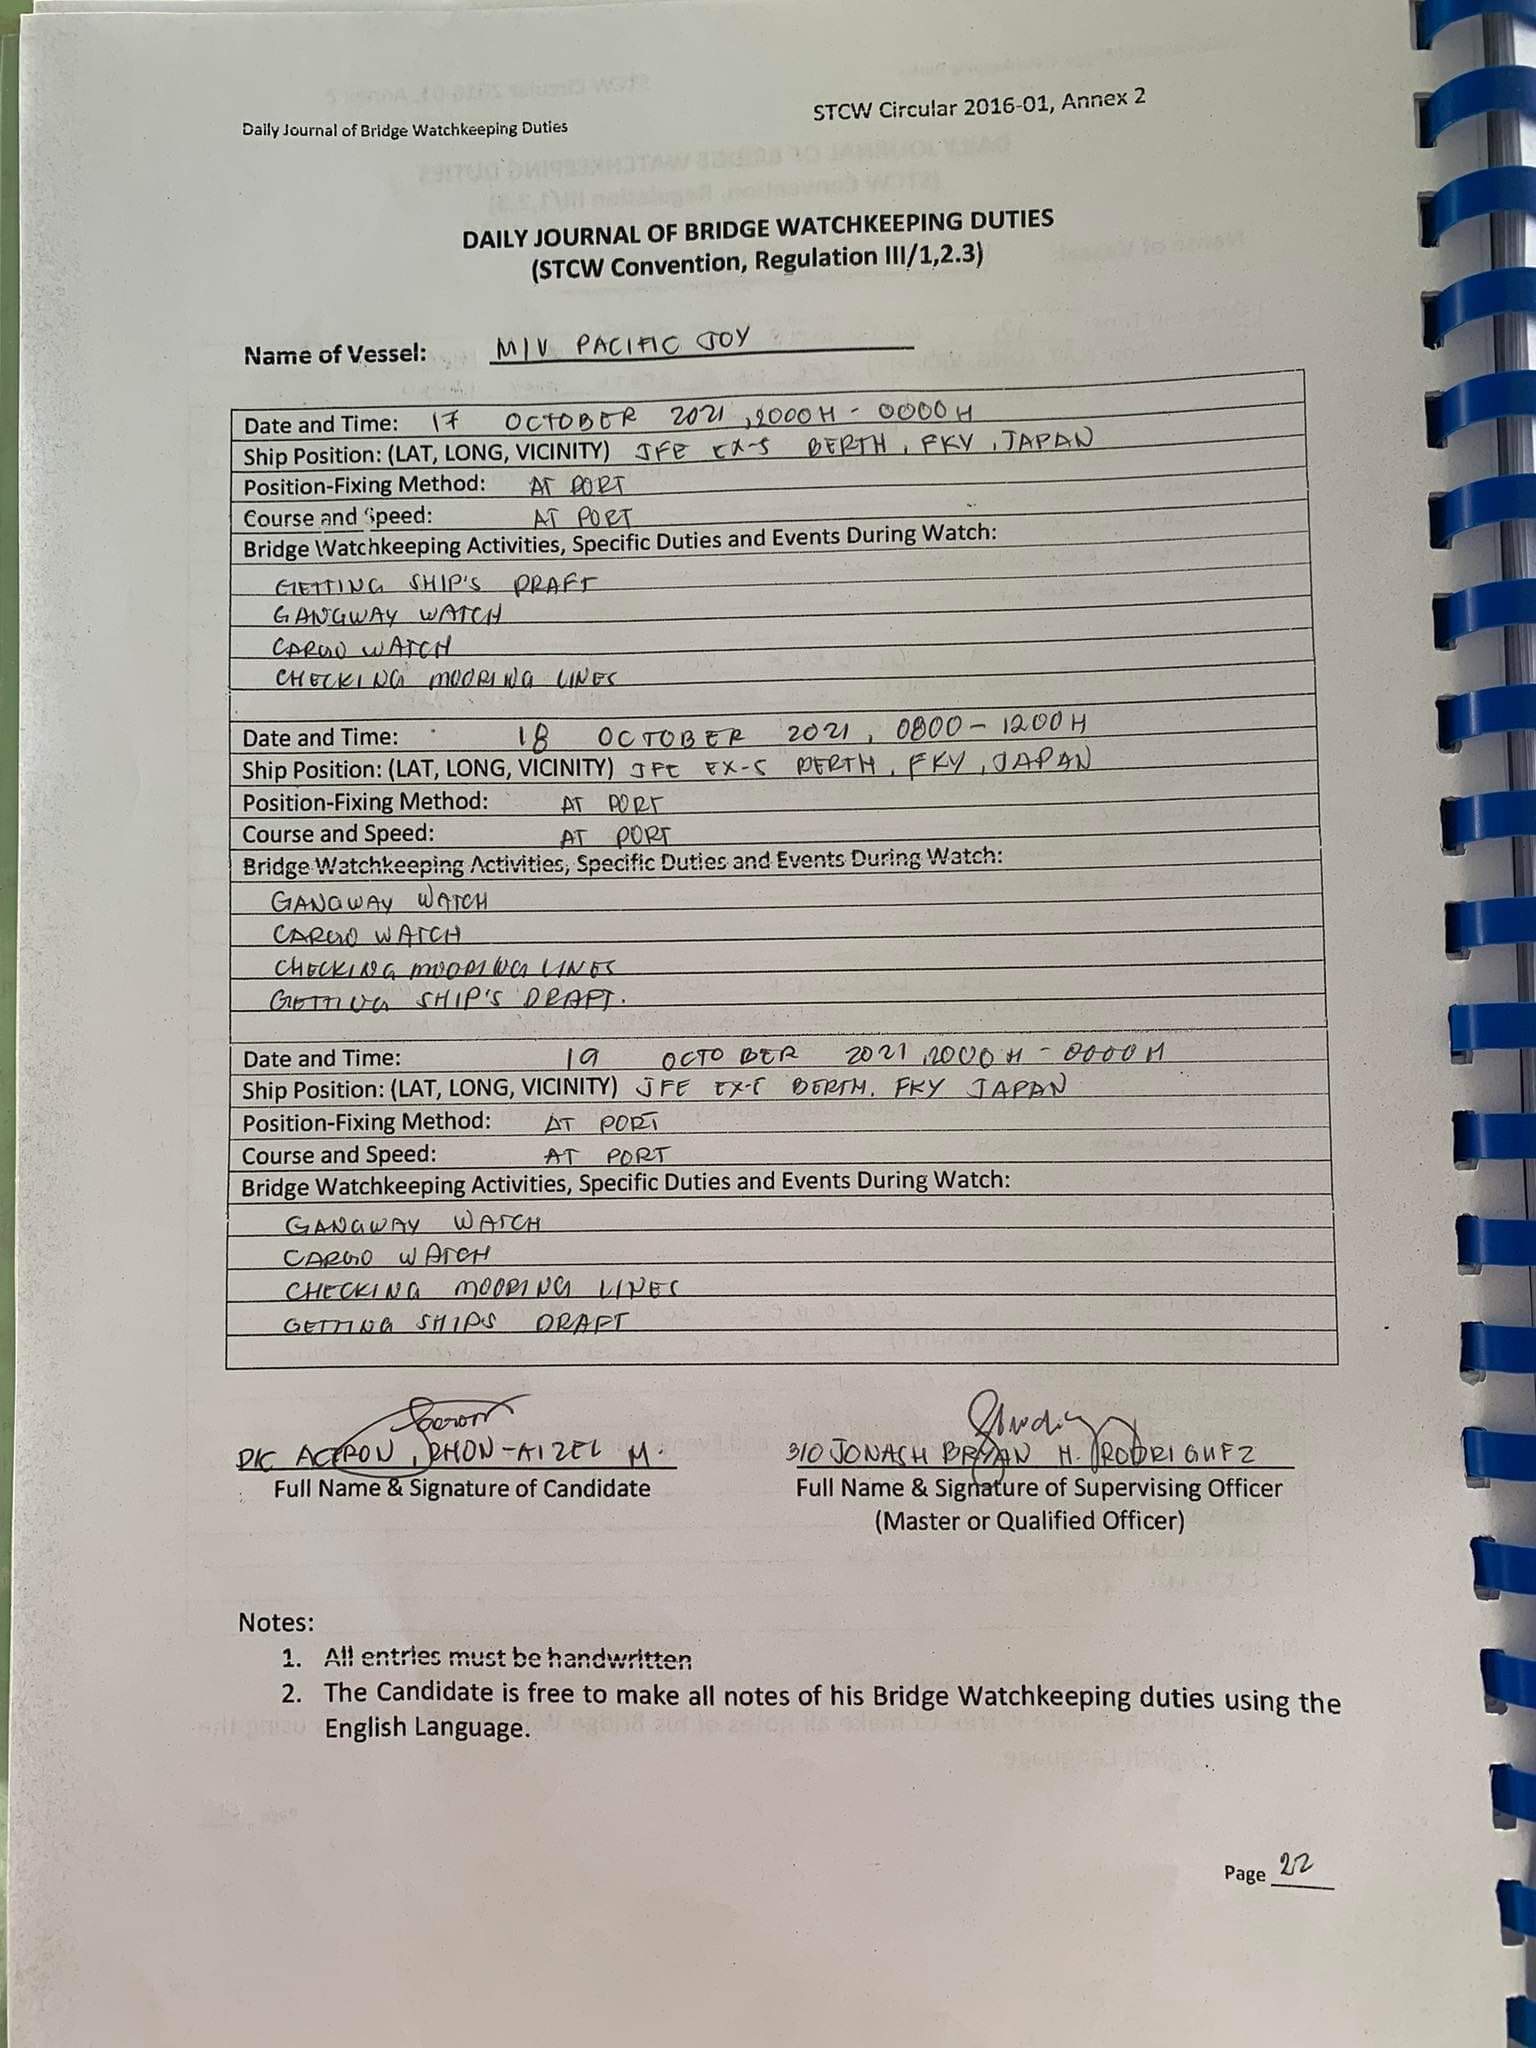 Daily Journal of Bridge Watchkeeping Duties
STCW Circular 2016-01, Annex 2
DAILY JOURNAL OF BRIDGE WATCHKEEPING DUTIES
(STCW Convention, Regulation III/1,2.3)
Name of Vessel: M/V PACIFIC JOY
Date and Time: 17 OCTOBER 2021, 2000H - 0000H
Ship Position: (LAT, LONG, VICINITY) JFE EX-5 BERTH, FKY, JAPAN
Position-Fixing Method: AT PORT
Course and Speed: AT PORT
Bridge Watchkeeping Activities, Specific Duties and Events During Watch:
GETTING SHIP'S DRAFT
GANGWAY WATCH
CARGO WATCH
CHECKING MOORING LINES
Date and Time: 18 OCTOBER 2021, 0800 - 1200H
Ship Position: (LAT, LONG, VICINITY) JFE EX-5 BERTH, FKY, JAPAN
Position-Fixing Method: AT PORT
Course and Speed: AT PORT
Bridge Watchkeeping Activities, Specific Duties and Events During Watch:
GANGWAY WATCH
CARGO WATCH
CHECKING MOORING LINES
GETTING SHIP'S DRAFT.
Date and Time: 19 OCTOBER 2021, 2000H - 0000H
Ship Position: (LAT, LONG, VICINITY) JFE EX-5 BERTH, FKY JAPAN
Position-Fixing Method: AT PORT
Course and Speed: AT PORT
Bridge Watchkeeping Activities, Specific Duties and Events During Watch:
GANGWAY WATCH
CARGO WATCH
CHECKING MOORING LINES
GETTING SHIPS DRAFT
ACERON, RHON-AIZEL M.
3/O JONASH BRYAN H. RODRIGUEZ
Full Name & Signature of Candidate
Full Name & Signature of Supervising Officer
(Master or Qualified Officer)
Notes:
1. All entries must be handwritten
2. The Candidate is free to make all notes of his Bridge Watchkeeping duties using the
English Language.
Page 22